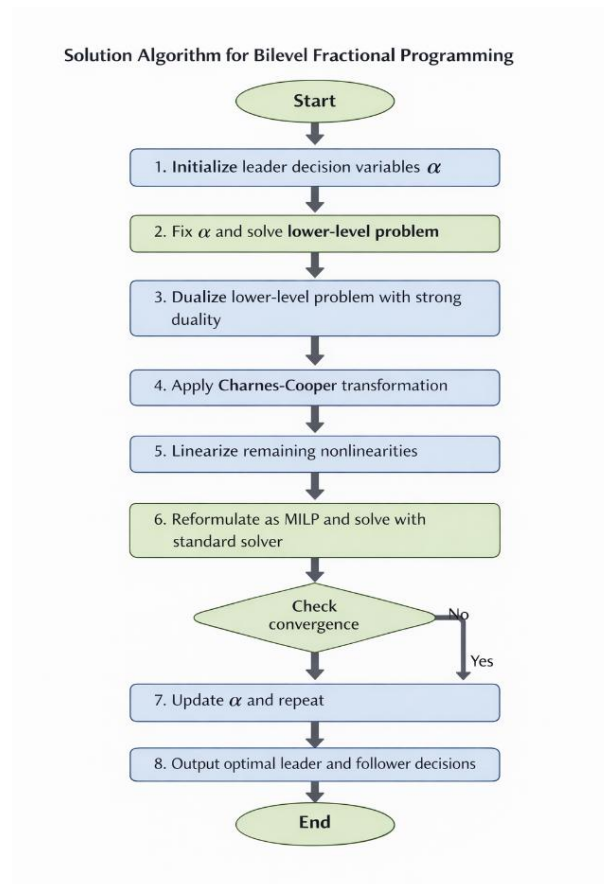 Solution Algorithm for Bilevel Fractional Programming
Start
1. Initialize leader decision variables α
2. Fix α and solve lower-level problem
3. Dualize lower-level problem with strong
duality
4. Apply Charnes-Cooper transformation
5. Linearize remaining nonlinearities
6. Reformulate as MILP and solve with
standard solver
Check
convergence
No
Yes
7. Update α and repeat
8. Output optimal leader and follower decisions
End